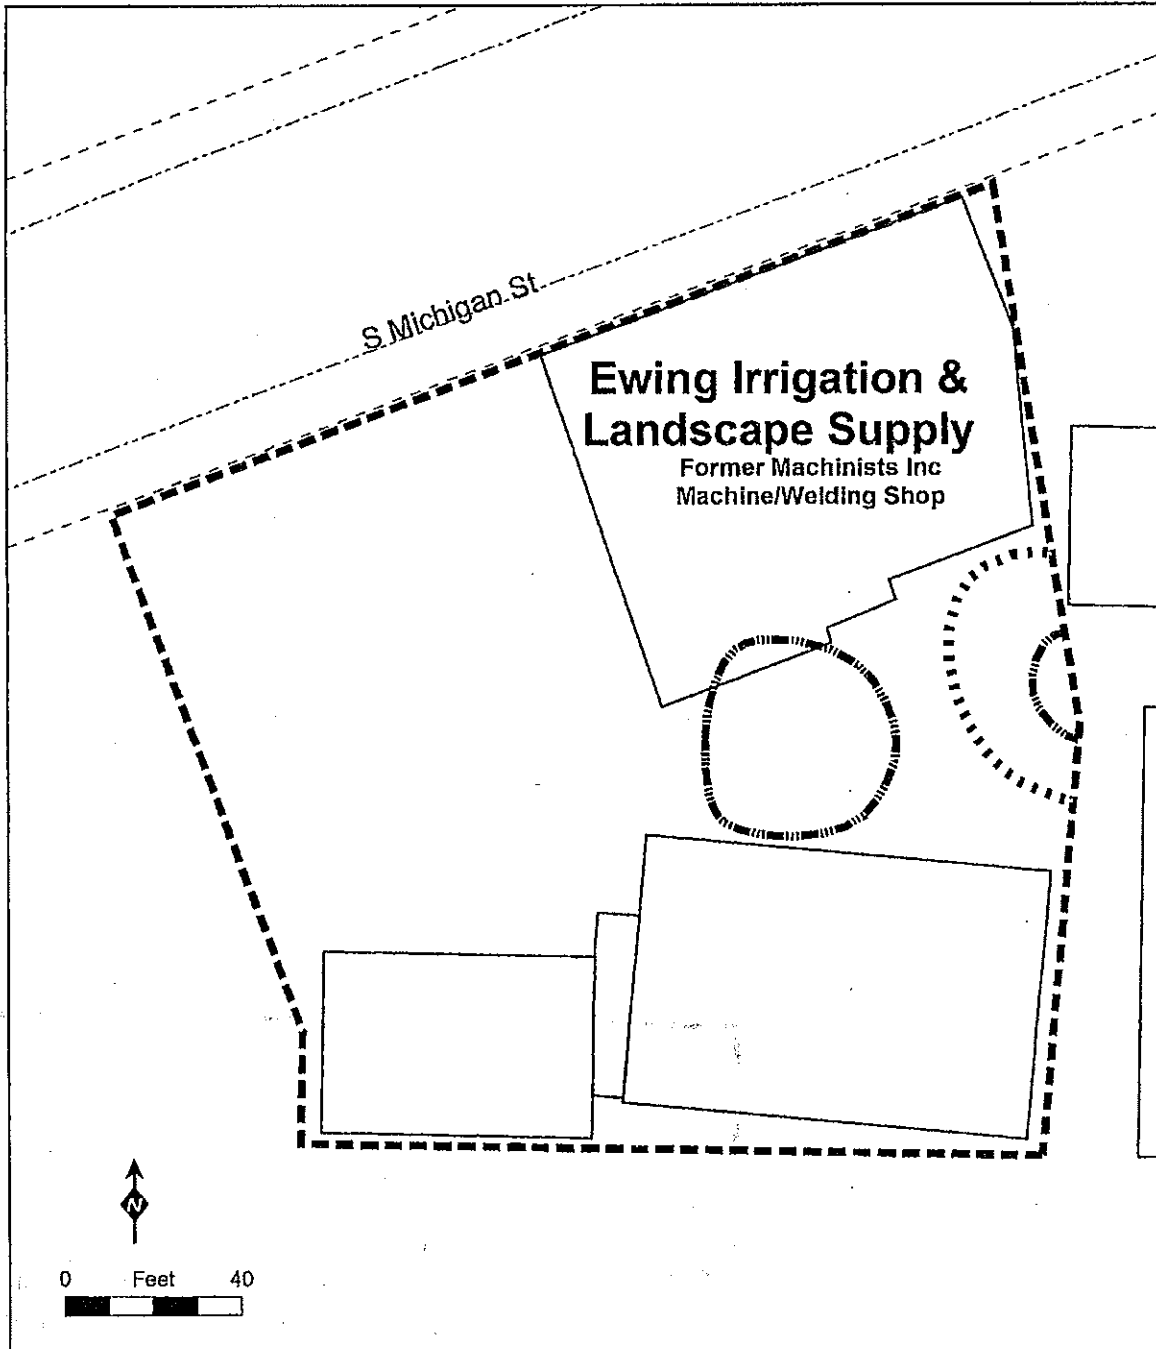 S Michigan St
Ewing Irrigation &
Landscape Supply
Former Machinists Inc
Machine/Welding Shop
N
0 Feet 40